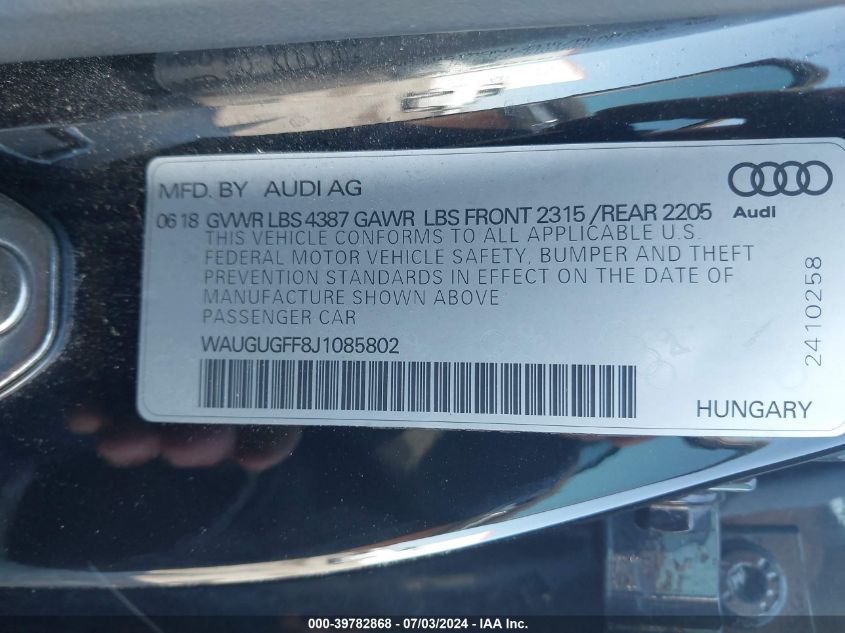 MFD. BY AUDI AG
Audi
06 18 GVWR LBS 4387 GAWR LBS FRONT 2315 /REAR 2205
THIS VEHICLE CONFORMS TO ALL APPLICABLE U.S.
FEDERAL MOTOR VEHICLE SAFETY, BUMPER AND THEFT
PREVENTION STANDARDS IN EFFECT ON THE DATE OF
MANUFACTURE SHOWN ABOVE
PASSENGER CAR
WAUGUGFF8J1085802
2410258
HUNGARY
000-39782868 - 07/03/2024 - IAA Inc.